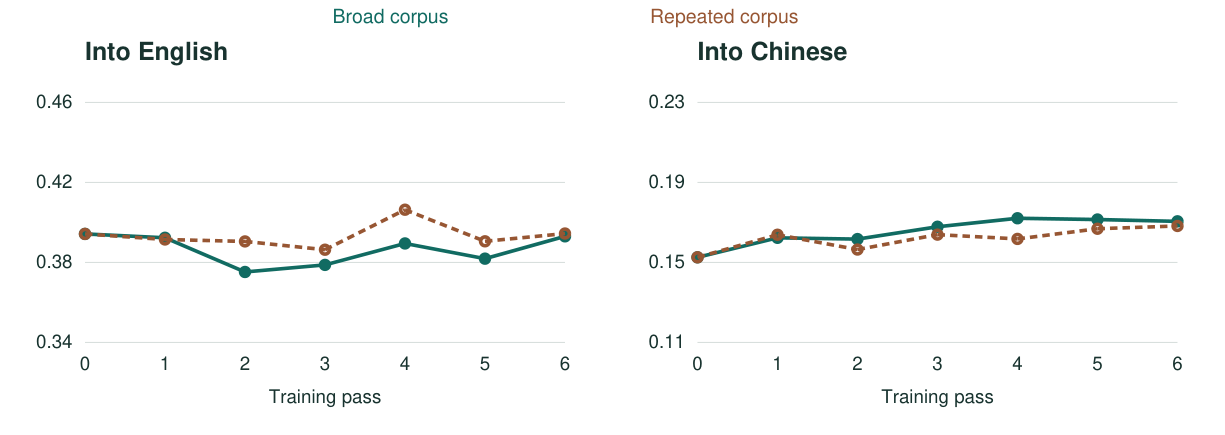 Broad corpus
Repeated corpus
Into English
0.46
0.42
0.38
0.34
0 1 2 3 4 5 6
Training pass
Into Chinese
0.23
0.19
0.15
0.11
0 1 2 3 4 5 6
Training pass